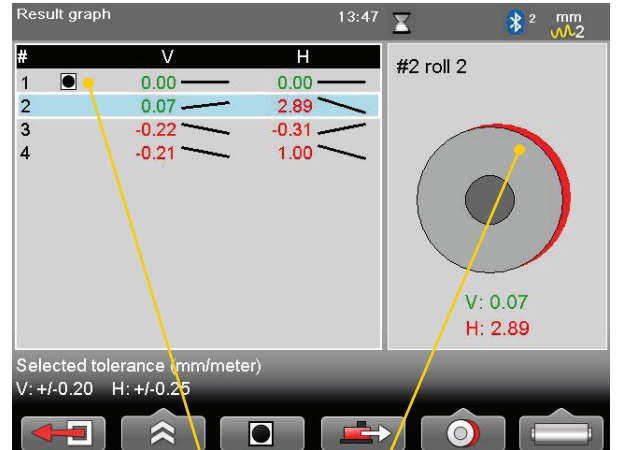 Result graph 13:47 2 mm
2
# V H
1 0.00 0.00
2 0.07 2.89
3 -0.22 -0.31
4 -0.21 1.00
#2 roll 2
V: 0.07
H: 2.89
Selected tolerance (mm/meter)
V: +/-0.20 H: +/-0.25